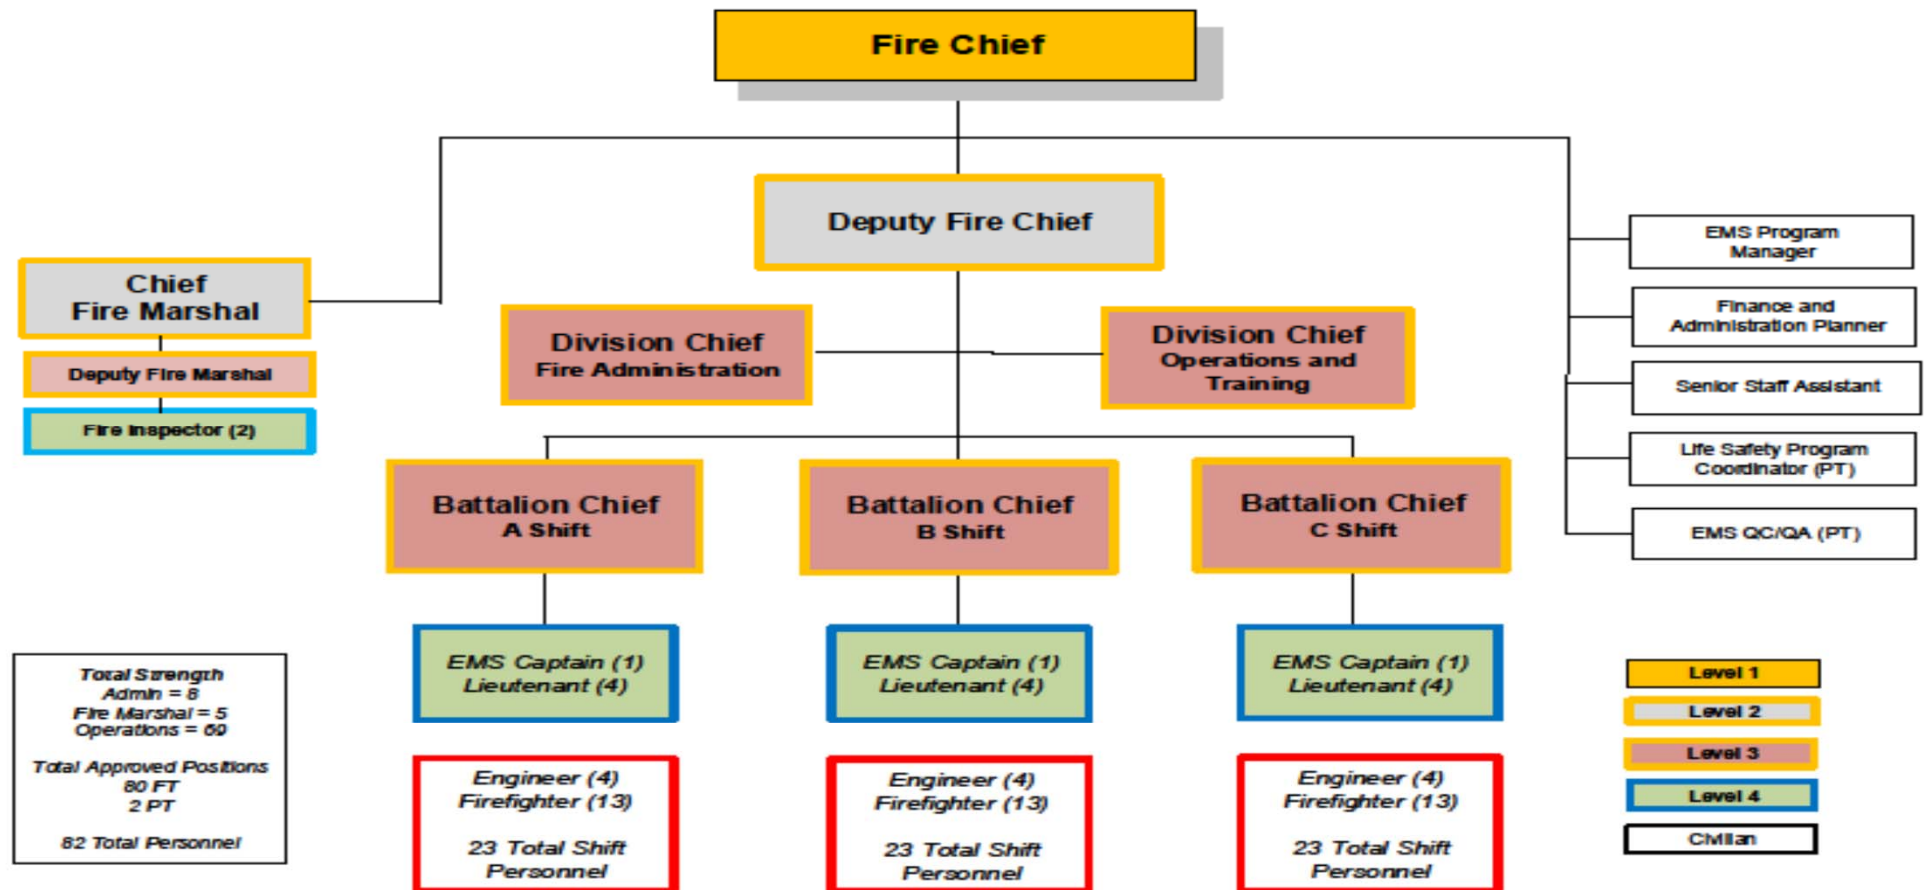 Fire Chief
Deputy Fire Chief
Chief
Fire Marshal
Deputy Fire Marshal
Fire Inspector (2)
Division Chief
Fire Administration
Division Chief
Operations and
Training
EMS Program
Manager
Finance and
Administration Planner
Senior Staff Assistant
Life Safety Program
Coordinator (PT)
EMS QC/QA (PT)
Battalion Chief
A Shift
Battalion Chief
B Shift
Battalion Chief
C Shift
EMS Captain (1)
Lieutenant (4)
EMS Captain (1)
Lieutenant (4)
EMS Captain (1)
Lieutenant (4)
Engineer (4)
Firefighter (13)
23 Total Shift
Personnel
Engineer (4)
Firefighter (13)
23 Total Shift
Personnel
Engineer (4)
Firefighter (13)
23 Total Shift
Personnel
Total Strength
Admin = 8
Fire Marshal = 5
Operations = 69
Total Approved Positions
80 FT
2 PT
82 Total Personnel
Level 1
Level 2
Level 3
Level 4
Civilian